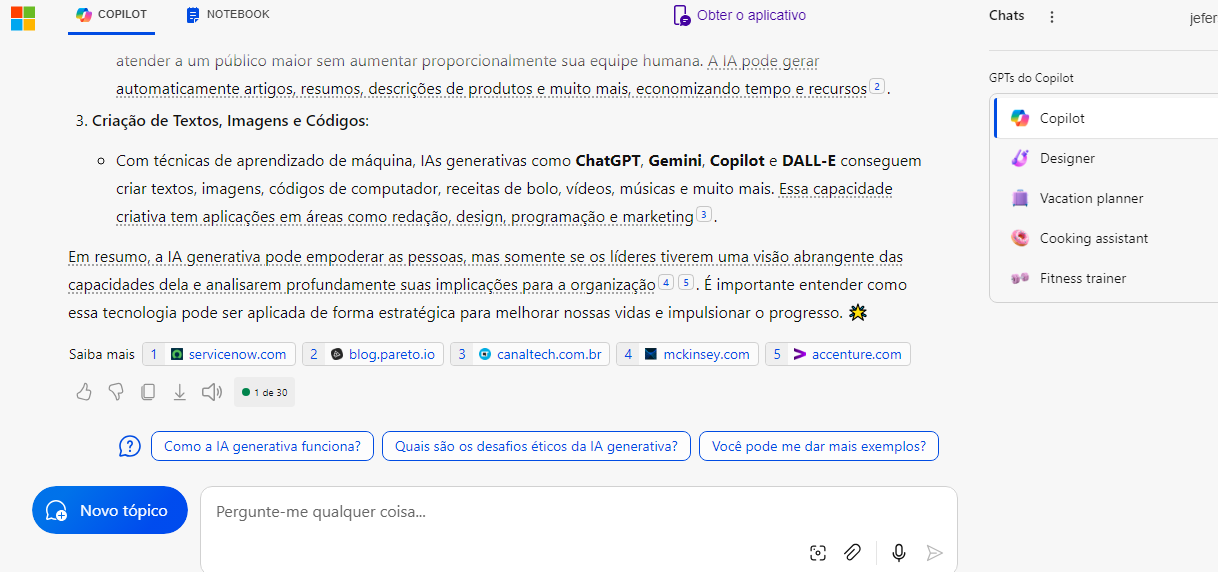 COPILOT
NOTEBOOK
Obter o aplicativo
Chats
jefer
atender a um público maior sem aumentar proporcionalmente sua equipe humana. A IA pode gerar
automaticamente artigos, resumos, descrições de produtos e muito mais, economizando tempo e recursos 2 .
3. Criação de Textos, Imagens e Códigos:
Com técnicas de aprendizado de máquina, IAs generativas como ChatGPT, Gemini, Copilot e DALL-E conseguem
criar textos, imagens, códigos de computador, receitas de bolo, vídeos, músicas e muito mais. Essa capacidade
criativa tem aplicações em áreas como redação, design, programação e marketing 3 .
Em resumo, a IA generativa pode empoderar as pessoas, mas somente se os líderes tiverem uma visão abrangente das
capacidades dela e analisarem profundamente suas implicações para a organização 4 5 . É importante entender como
essa tecnologia pode ser aplicada de forma estratégica para melhorar nossas vidas e impulsionar o progresso. 🌟
Saiba mais 1 servicenow.com 2 blog.pareto.io 3 canaltech.com.br 4 mckinsey.com 5 accenture.com
1 de 30
Como a IA generativa funciona?
Quais são os desafios éticos da IA generativa?
Você pode me dar mais exemplos?
Novo tópico
Pergunte-me qualquer coisa...
GPTs do Copilot
Copilot
Designer
Vacation planner
Cooking assistant
Fitness trainer